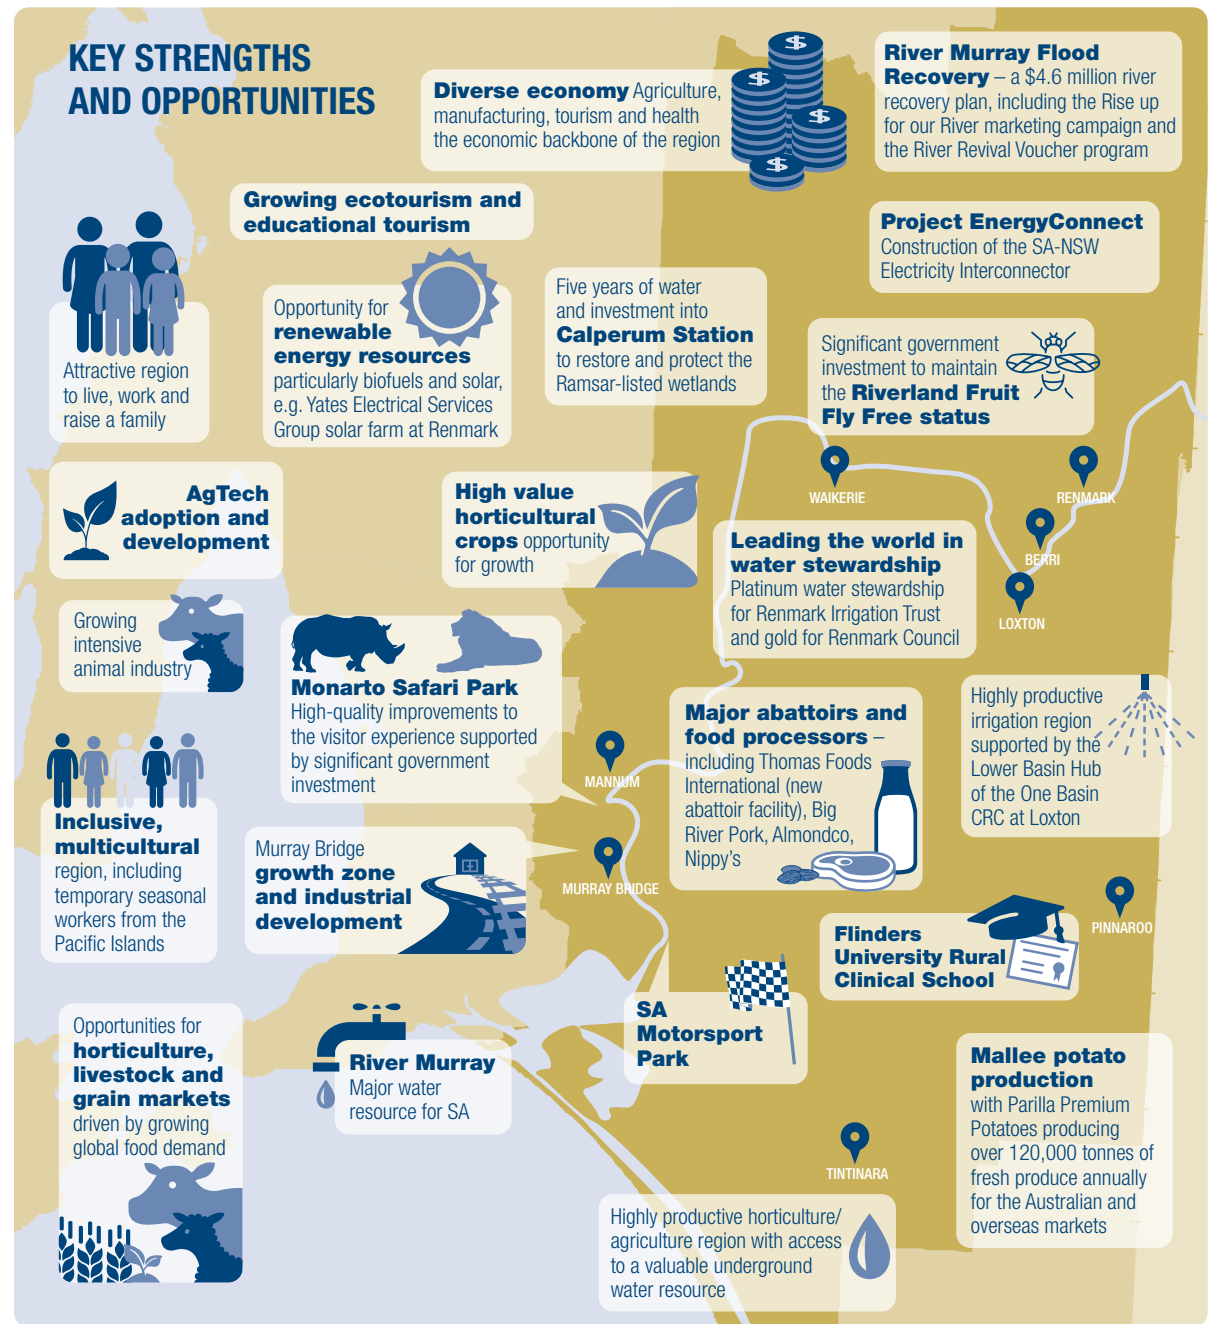 KEY STRENGTHS
AND OPPORTUNITIES
Diverse economy Agriculture,
manufacturing, tourism and health
the economic backbone of the region
$
$
$
$
River Murray Flood
Recovery – a $4.6 million river
recovery plan, including the Rise up
for our River marketing campaign and
the River Revival Voucher program
Growing ecotourism and
educational tourism
Project EnergyConnect
Construction of the SA-NSW
Electricity Interconnector
Attractive region
to live, work and
raise a family
Opportunity for
renewable
energy resources
particularly biofuels and solar,
e.g. Yates Electrical Services
Group solar farm at Renmark
Five years of water
and investment into
Calperum Station
to restore and protect the
Ramsar-listed wetlands
Significant government
investment to maintain
the Riverland Fruit
Fly Free status
WAIKERIE
RENMARK
BERRI
LOXTON
AgTech
adoption and
development
High value
horticultural
crops opportunity
for growth
Leading the world in
water stewardship
Platinum water stewardship
for Renmark Irrigation Trust
and gold for Renmark Council
Growing
intensive
animal industry
Monarto Safari Park
High-quality improvements to
the visitor experience supported
by significant government
investment
MANNUM
Major abattoirs and
food processors –
including Thomas Foods
International (new
abattoir facility), Big
River Pork, Almondco,
Nippy's
Highly productive
irrigation region
supported by the
Lower Basin Hub
of the One Basin
CRC at Loxton
Inclusive,
multicultural
region, including
temporary seasonal
workers from the
Pacific Islands
Murray Bridge
growth zone
and industrial
development
MURRAY BRIDGE
PINNAROO
Flinders
University Rural
Clinical School
SA
Motorsport
Park
Opportunities for
horticulture,
livestock and
grain markets
driven by growing
global food demand
River Murray
Major water
resource for SA
Mallee potato
production
with Parilla Premium
Potatoes producing
over 120,000 tonnes of
fresh produce annually
for the Australian and
overseas markets
TINTINARA
Highly productive horticulture/
agriculture region with access
to a valuable underground
water resource